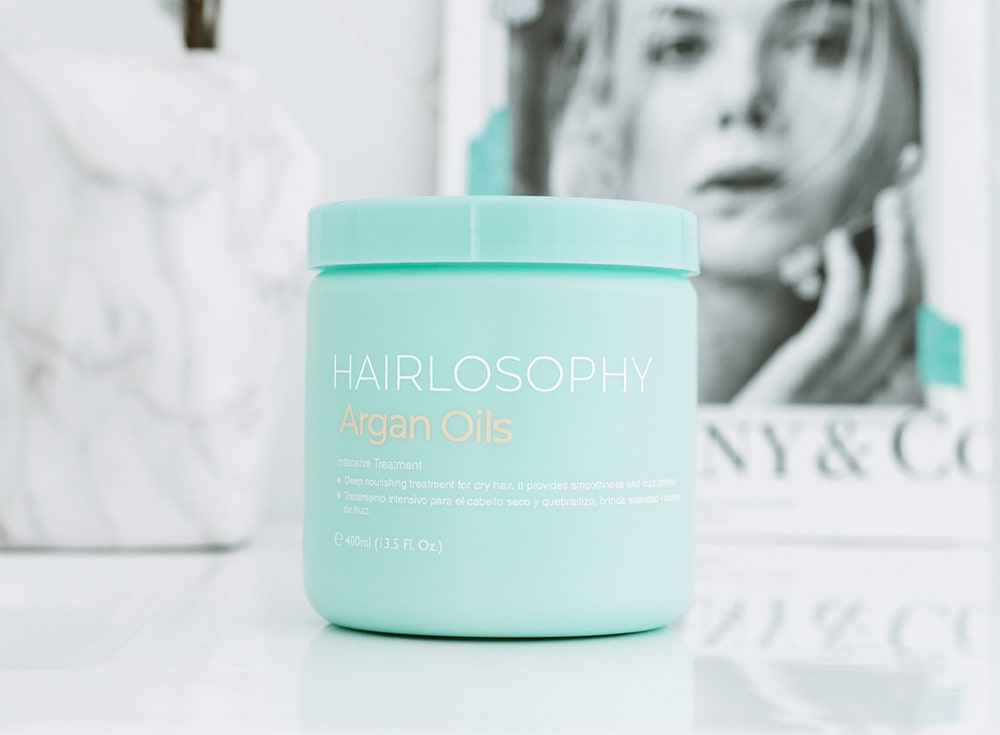 HAIRLOSOPHY
Argan Oils
Intensive Treatment
• Deep nourishing treatment for dry hair. It provides smpothness and frizz control.
• Tratamiento intensivo para el cabello seco y quebradizo, brinda suavidad y control
de frizz.
℮ 400ml (13.5 Fl. Oz.)
NY & Co